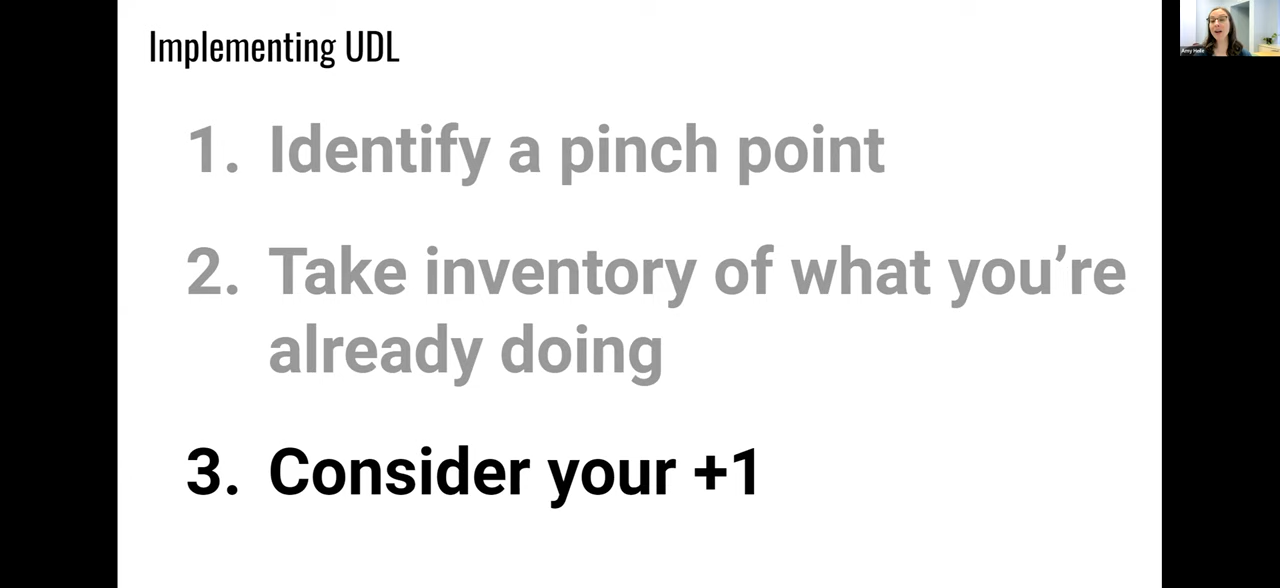 Implementing UDL
1. Identify a pinch point
2. Take inventory of what you're
already doing
3. Consider your +1
Amy